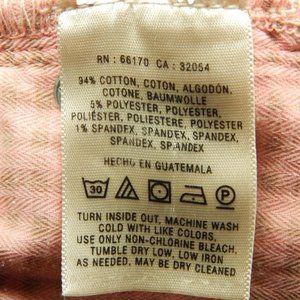 RN : 66170 CA : 32054
94% COTTON, COTON, ALGODÓN,
COTONE, BAUMWOLLE
5% POLYESTER, POLYESTER,
POLIÉSTER, POLIESTERE, POLYESTER
1% SPANDEX, SPANDEX, SPANDEX,
SPANDEX, SPANDEX
HECHO EN GUATEMALA
30 P
TURN INSIDE OUT, MACHINE WASH
COLD WITH LIKE COLORS.
USE ONLY NON-CHLORINE BLEACH.
TUMBLE DRY LOW, LOW IRON
AS NEEDED, MAY BE DRY CLEANED.